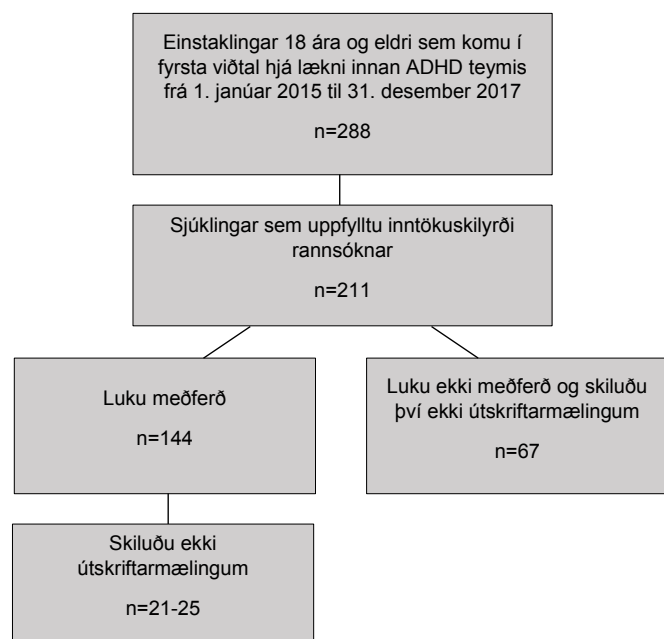 Einstaklingar 18 ára og eldri sem komu í
fyrsta viðtal hjá lækni innan ADHD teymis
frá 1. janúar 2015 til 31. desember 2017
n=288
Sjúklingar sem uppfylltu inntökuskilyrði
rannsóknar
n=211
Luku meðferð
n=144
Luku ekki meðferð og skiluðu
því ekki útskriftarmælingum
n=67
Skiluðu ekki
útskriftarmælingum
n=21-25